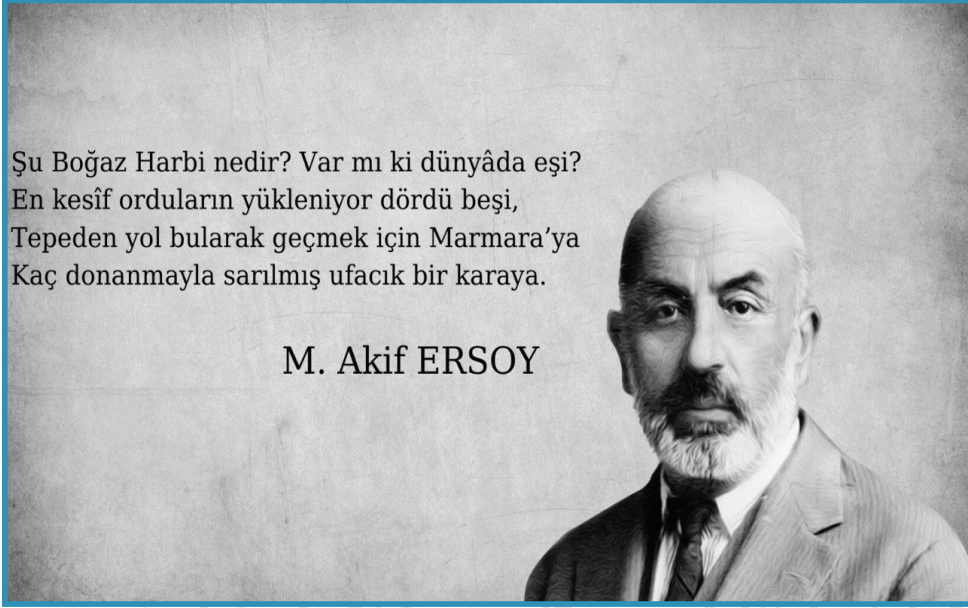 Şu Boğaz Harbi nedir? Var mı ki dünyâda eşi?
En kesîf orduların yükleniyor dördü beşi,
Tepeden yol bularak geçmek için Marmara’ya
Kaç donanmayla sarılmış ufacık bir karaya.
M. Akif ERSOY